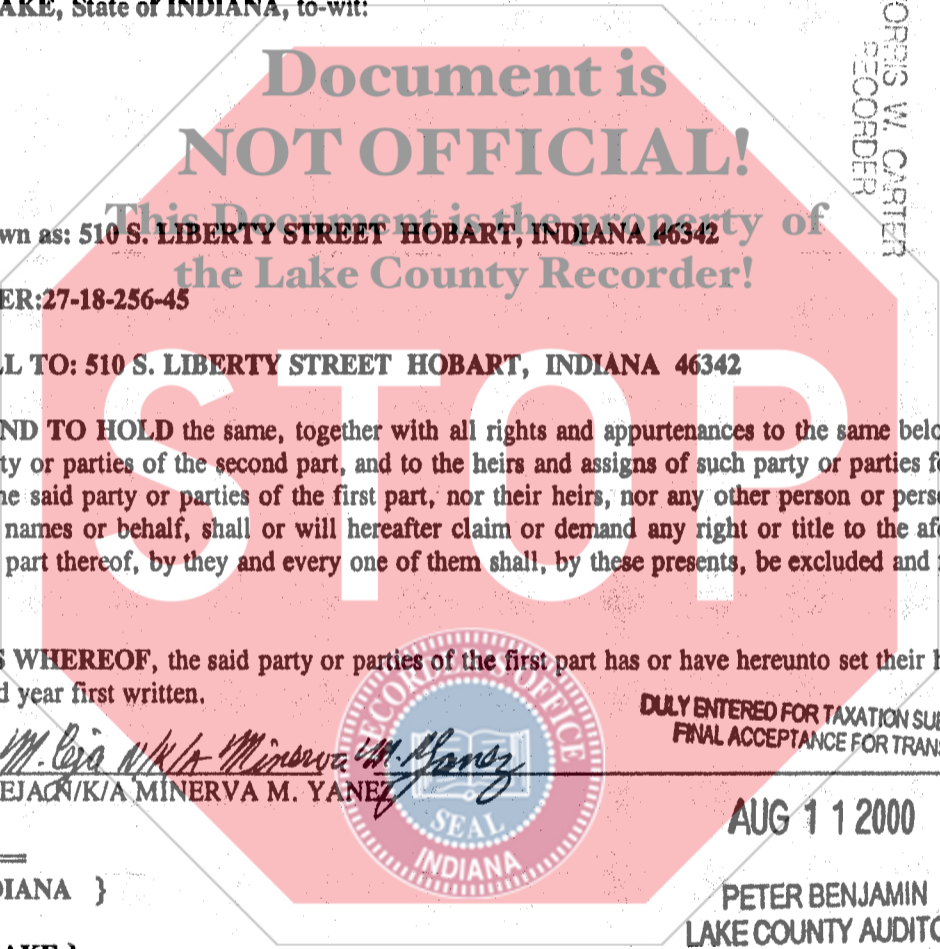 AKE, State of INDIANA, to-wit:
ORRIS W. CARTER
RECORDER
Document is
NOT OFFICIAL!
This Document is the property of
the Lake County Recorder!
wn as: 510 S. LIBERTY STREET HOBART, INDIANA 46342
ER:27-18-256-45
LL TO: 510 S. LIBERTY STREET HOBART, INDIANA 46342
STOP
ND TO HOLD the same, together with all rights and appurtenances to the same belo
ty or parties of the second part, and to the heirs and assigns of such party or parties f
he said party or parties of the first part, nor their heirs, nor any other person or pers
names or behalf, shall or will hereafter claim or demand any right or title to the af
part thereof, by they and every one of them shall, by these presents, be excluded and
S WHEREOF, the said party or parties of the first part has or have hereunto set their h
d year first written.
DULY ENTERED FOR TAXATION SU
FINAL ACCEPTANCE FOR TRANS
M. Ceja N/K/A Minerva M. Yanez
EJA N/K/A MINERVA M. YANEZ
RECORDER'S OFFICE
SEAL
INDIANA
AUG 11 2000
DIANA }
PETER BENJAMIN
LAKE COUNTY AUDITO
AKE }